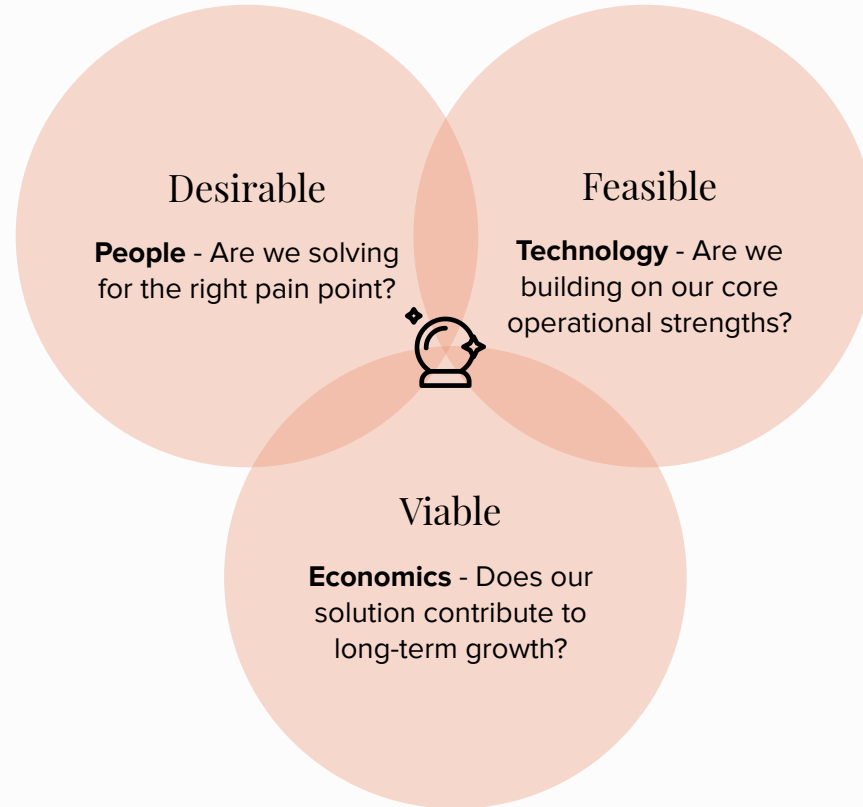 Desirable
People - Are we solving
for the right pain point?
Feasible
Technology - Are we
building on our core
operational strengths?
Viable
Economics - Does our
solution contribute to
long-term growth?